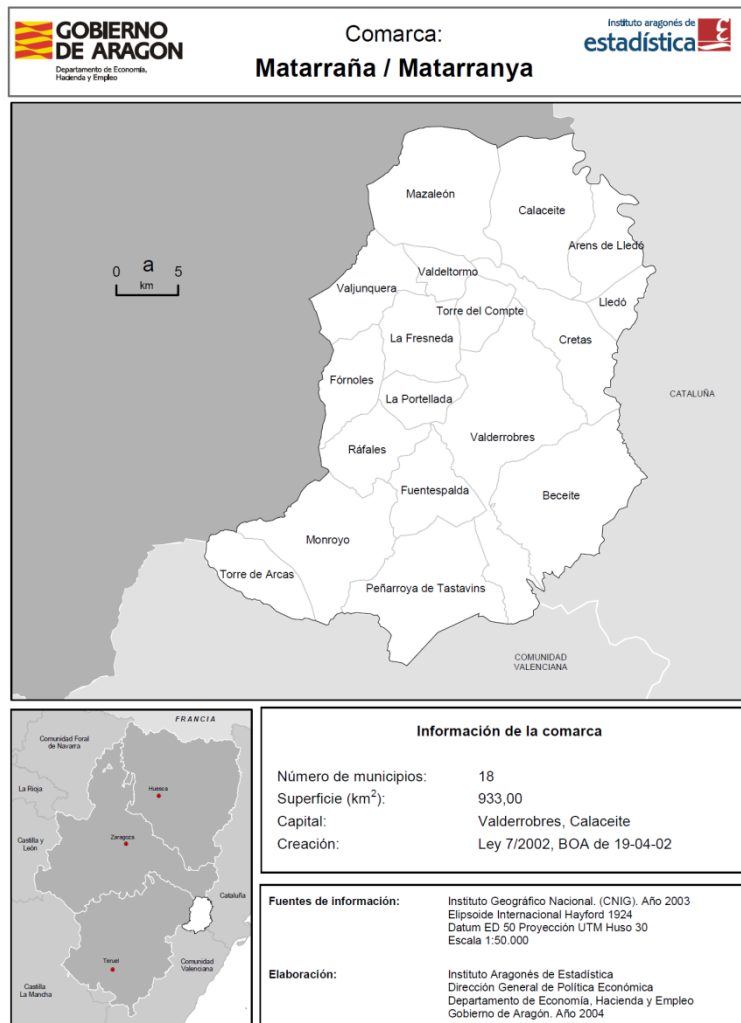 GOBIERNO
DE ARAGON
Departamento de Economía,
Hacienda y Empleo
Comarca:
Matarraña / Matarranya
Instituto aragonés de
estadística
Mazaleón
Calaceite
Arens de Lledó
0 a 5
km
Valdeltormo
Valjunquera
Lledó
Torre del Compte
La Fresneda
Cretas
Fórnoles
CATALUÑA
La Portellada
Valderrobres
Ráfales
Fuentespalda
Beceite
Monroyo
Torre de Arcas
Peñarroya de Tastavins
COMUNIDAD
VALENCIANA
FRANCIA
Comunidad Foral
de Navarra
La Rioja
Huesca
Castilla y
León
Zaragoza
Cataluña
Teruel
Comunidad
Valenciana
Castilla
La Mancha
Información de la comarca
Número de municipios: 18
Superficie (km²): 933,00
Capital: Valderrobres, Calaceite
Creación: Ley 7/2002, BOA de 19-04-02
Fuentes de información: Instituto Geográfico Nacional. (CNIG). Año 2003
Elipsoide Internacional Hayford 1924
Datum ED 50 Proyección UTM Huso 30
Escala 1:50.000
Elaboración: Instituto Aragonés de Estadística
Dirección General de Política Económica
Departamento de Economía, Hacienda y Empleo
Gobierno de Aragón. Año 2004